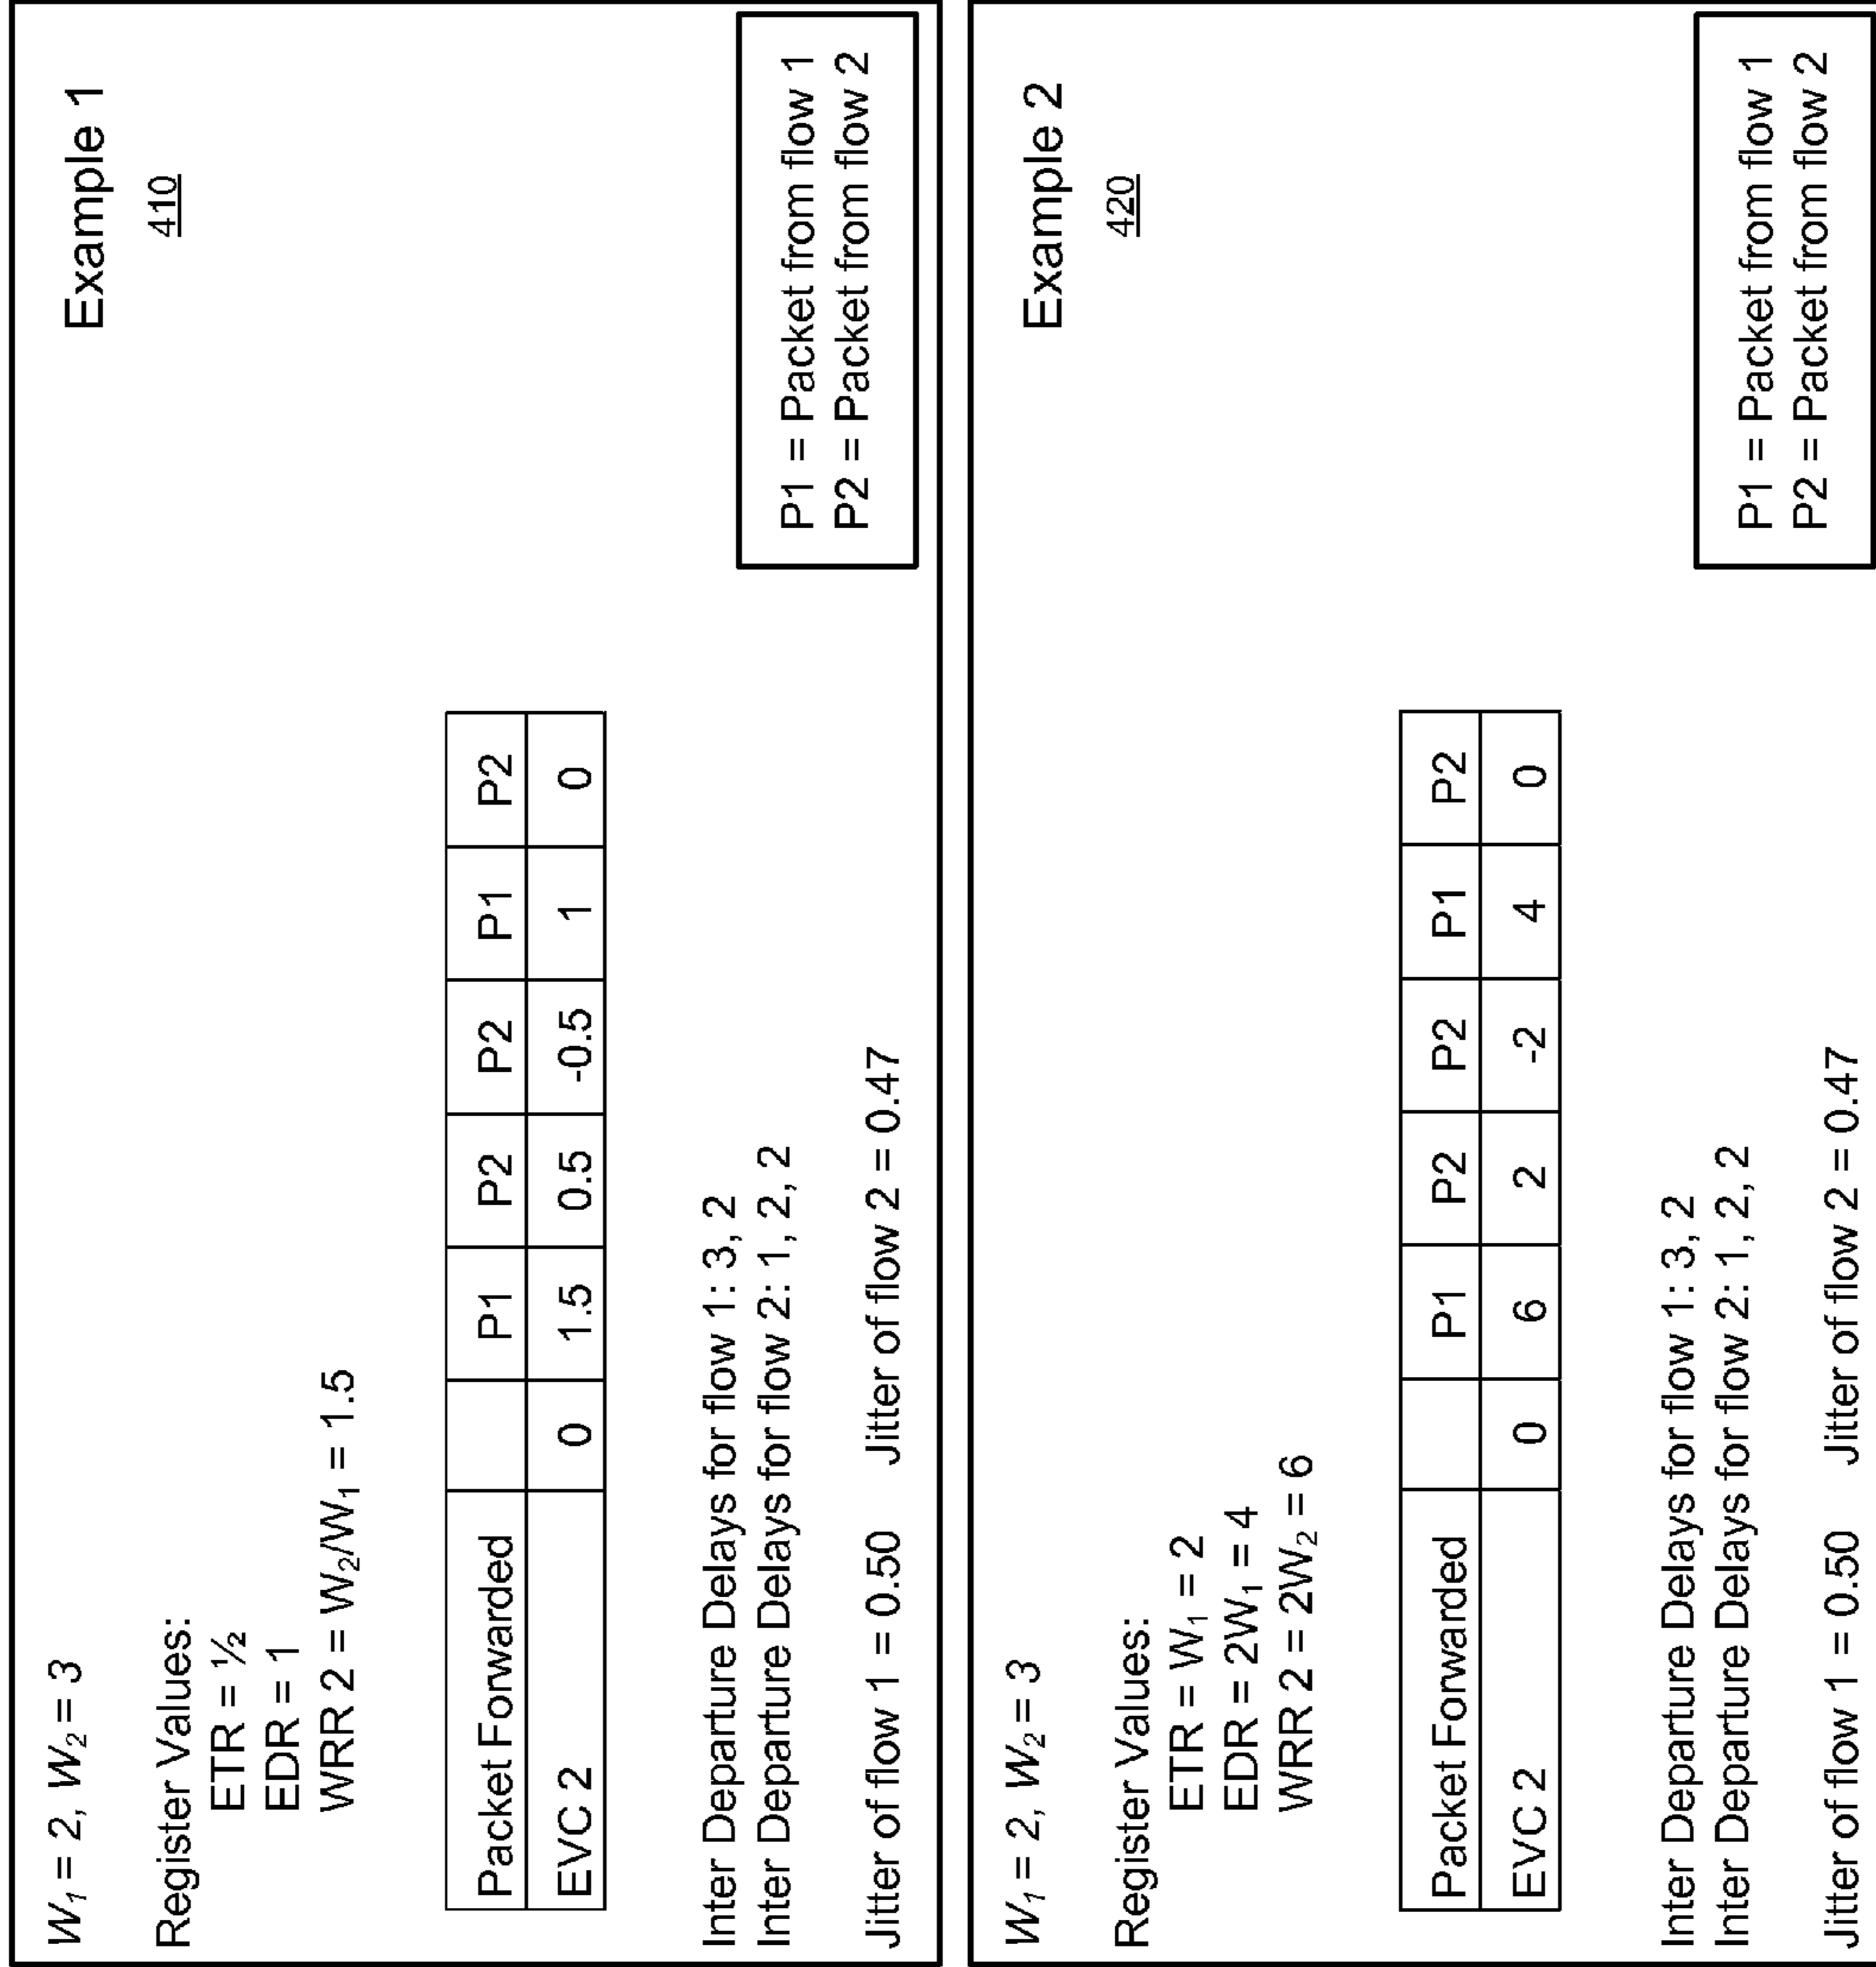 W₁ = 2, W₂ = 3
Example 1
410
Register Values:
ETR = ½
EDR = 1
WRR 2 = W₂/W₁ = 1.5
Packet Forwarded P1 P2 P2 P1 P2
EVC 2 0 1.5 0.5 -0.5 1 0
Inter Departure Delays for flow 1: 3, 2
Inter Departure Delays for flow 2: 1, 2, 2
Jitter of flow 1 = 0.50 Jitter of flow 2 = 0.47
P1 = Packet from flow 1
P2 = Packet from flow 2
W₁ = 2, W₂ = 3
Example 2
420
Register Values:
ETR = W₁ = 2
EDR = 2W₁ = 4
WRR 2 = 2W₂ = 6
Packet Forwarded P1 P2 P2 P1 P2
EVC 2 0 6 2 -2 4 0
Inter Departure Delays for flow 1: 3, 2
Inter Departure Delays for flow 2: 1, 2, 2
Jitter of flow 1 = 0.50 Jitter of flow 2 = 0.47
P1 = Packet from flow 1
P2 = Packet from flow 2